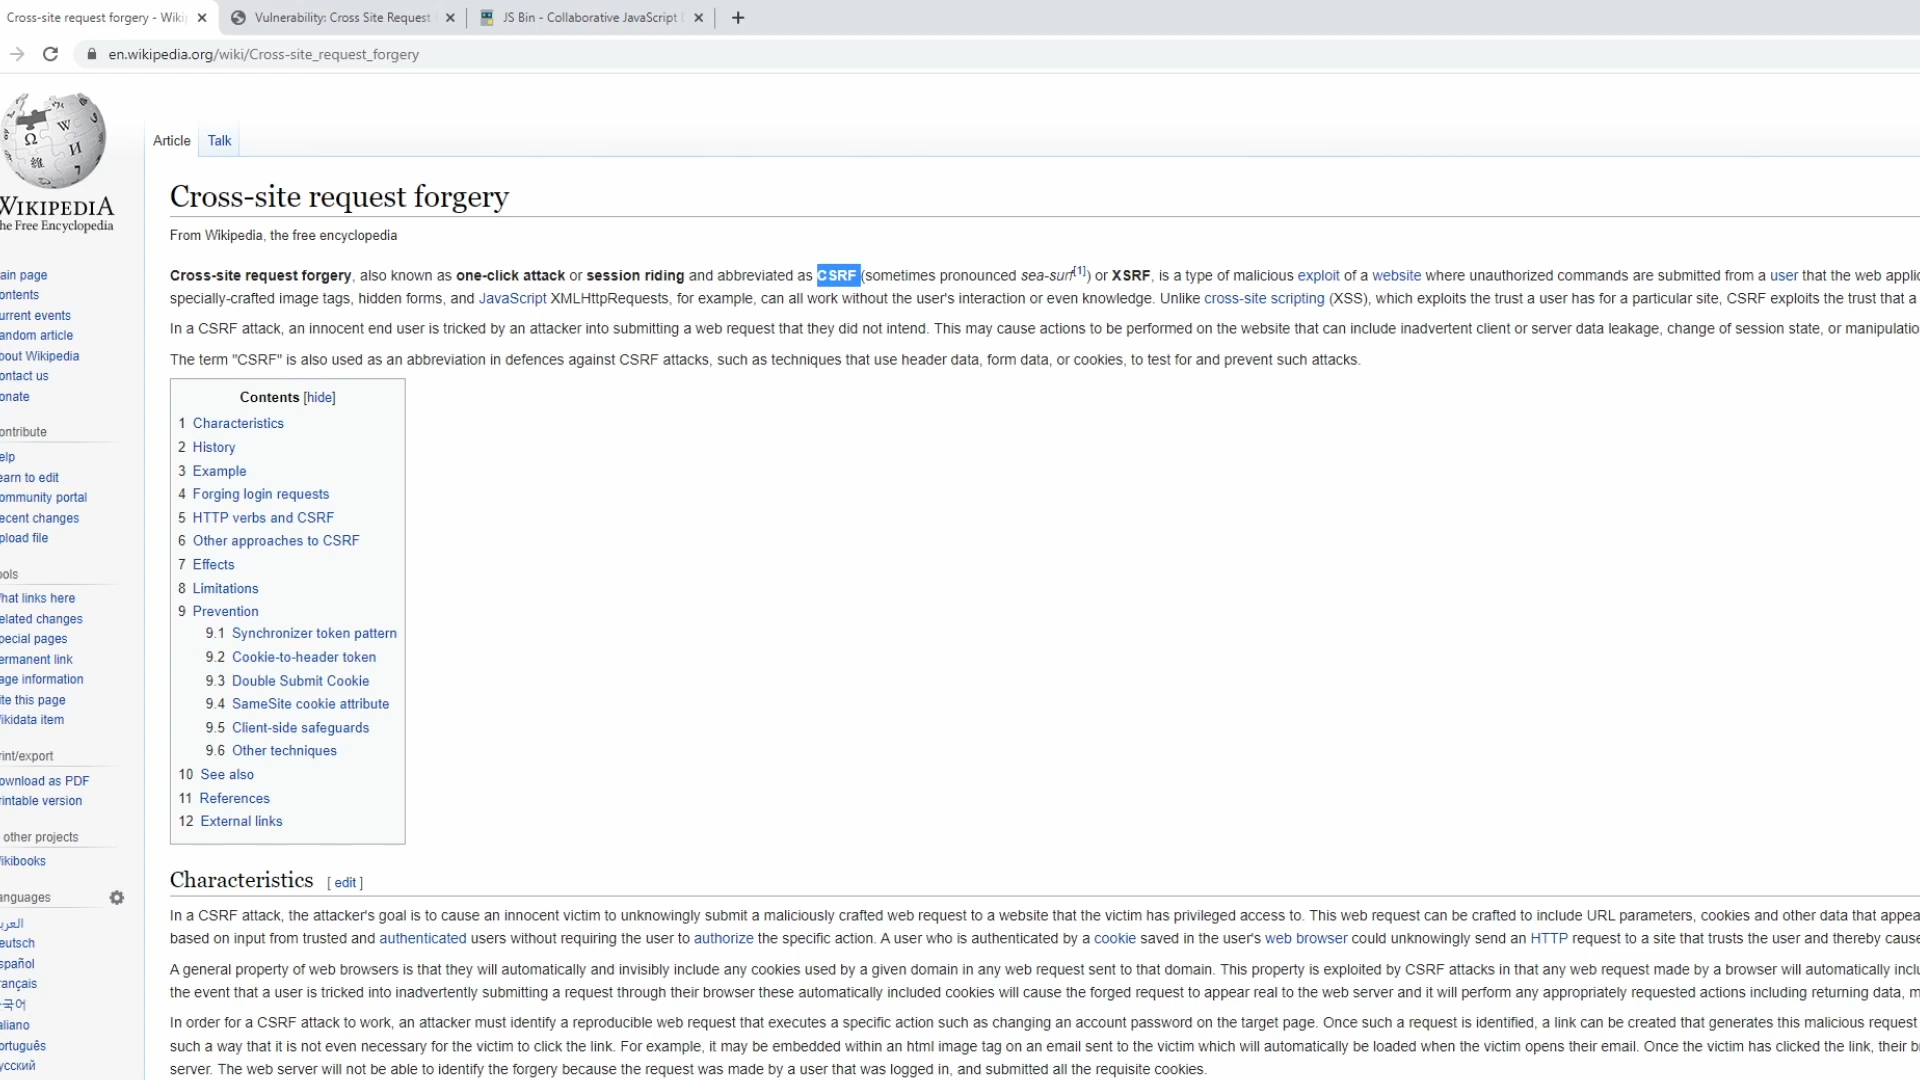 Cross-site request forgery - Wiki
Vulnerability: Cross Site Request
JS Bin - Collaborative JavaScript
en.wikipedia.org/wiki/Cross-site_request_forgery
WIKIPEDIA
he Free Encyclopedia
Article
Talk
Cross-site request forgery
From Wikipedia, the free encyclopedia
Cross-site request forgery, also known as one-click attack or session riding and abbreviated as CSRF (sometimes pronounced sea-surf[1]) or XSRF, is a type of malicious exploit of a website where unauthorized commands are submitted from a user that the web applic
specially-crafted image tags, hidden forms, and JavaScript XMLHttpRequests, for example, can all work without the user's interaction or even knowledge. Unlike cross-site scripting (XSS), which exploits the trust a user has for a particular site, CSRF exploits the trust that a
In a CSRF attack, an innocent end user is tricked by an attacker into submitting a web request that they did not intend. This may cause actions to be performed on the website that can include inadvertent client or server data leakage, change of session state, or manipulatio
The term "CSRF" is also used as an abbreviation in defences against CSRF attacks, such as techniques that use header data, form data, or cookies, to test for and prevent such attacks.
Contents [hide]
1 Characteristics
2 History
3 Example
4 Forging login requests
5 HTTP verbs and CSRF
6 Other approaches to CSRF
7 Effects
8 Limitations
9 Prevention
9.1 Synchronizer token pattern
9.2 Cookie-to-header token
9.3 Double Submit Cookie
9.4 SameSite cookie attribute
9.5 Client-side safeguards
9.6 Other techniques
10 See also
11 References
12 External links
Characteristics [ edit ]
In a CSRF attack, the attacker's goal is to cause an innocent victim to unknowingly submit a maliciously crafted web request to a website that the victim has privileged access to. This web request can be crafted to include URL parameters, cookies and other data that appea
based on input from trusted and authenticated users without requiring the user to authorize the specific action. A user who is authenticated by a cookie saved in the user's web browser could unknowingly send an HTTP request to a site that trusts the user and thereby cause
A general property of web browsers is that they will automatically and invisibly include any cookies used by a given domain in any web request sent to that domain. This property is exploited by CSRF attacks in that any web request made by a browser will automatically inclu
the event that a user is tricked into inadvertently submitting a request through their browser these automatically included cookies will cause the forged request to appear real to the web server and it will perform any appropriately requested actions including returning data, m
In order for a CSRF attack to work, an attacker must identify a reproducible web request that executes a specific action such as changing an account password on the target page. Once such a request is identified, a link can be created that generates this malicious request
such a way that it is not even necessary for the victim to click the link. For example, it may be embedded within an html image tag on an email sent to the victim which will automatically be loaded when the victim opens their email. Once the victim has clicked the link, their b
server. The web server will not be able to identify the forgery because the request was made by a user that was logged in, and submitted all the requisite cookies.
ain page
ontents
urrent events
andom article
bout Wikipedia
ontact us
onate
ontribute
elp
earn to edit
ommunity portal
ecent changes
pload file
ools
hat links here
elated changes
pecial pages
ermanent link
age information
ite this page
ikidata item
rint/export
ownload as PDF
rintable version
other projects
ikibooks
anguages
العرب
eutsch
spañol
rançais
국어
aliano
ortuguês
усский